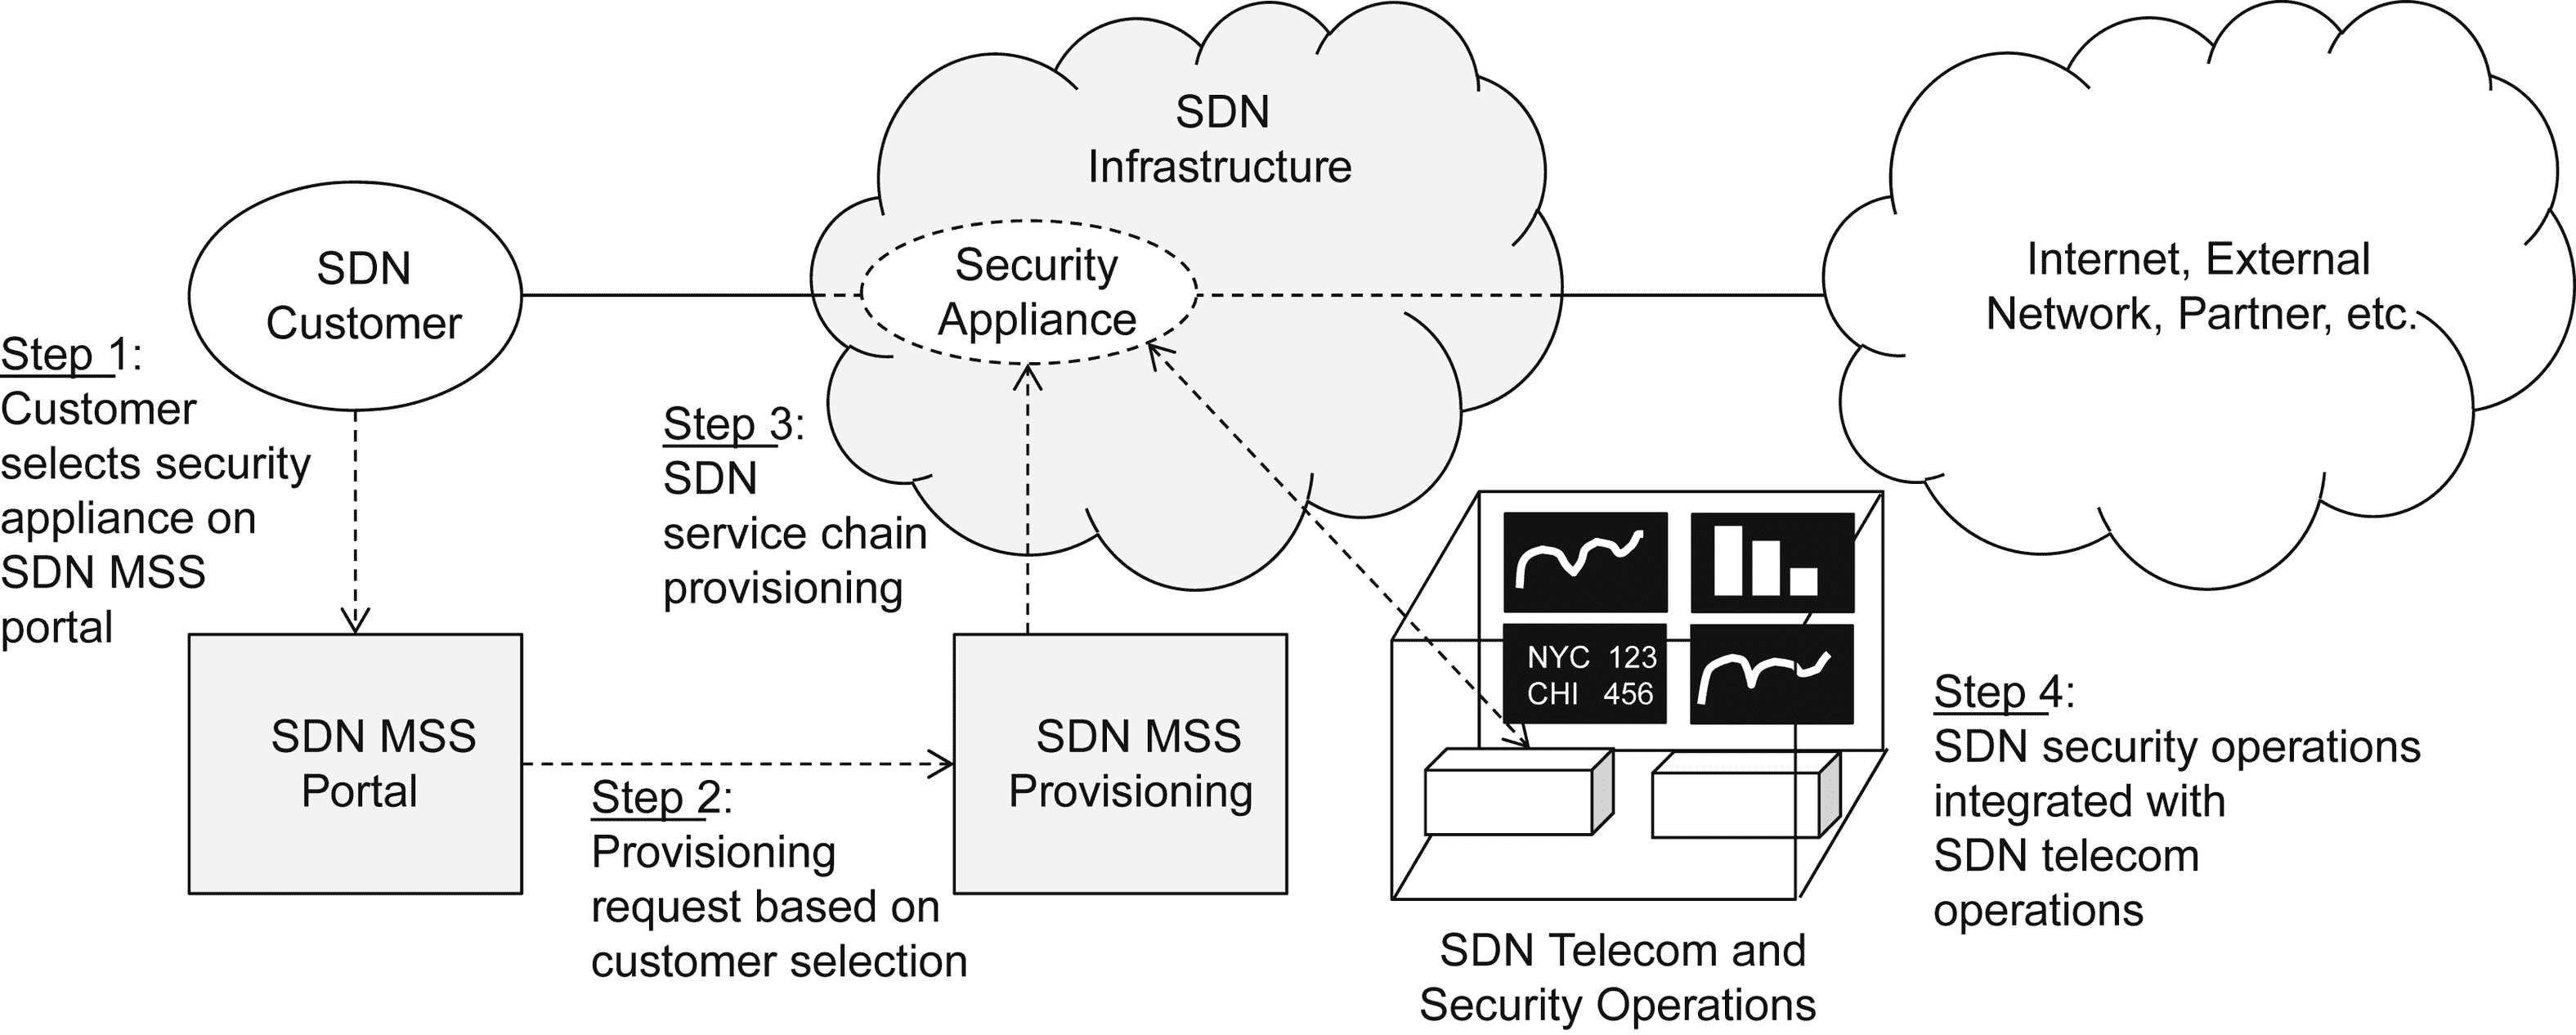 SDN
Infrastructure
SDN
Customer
Security
Appliance
Internet, External
Network, Partner, etc.
Step 1:
Customer
selects security
appliance on
SDN MSS
portal
Step 3:
SDN
service chain
provisioning
NYC 123
CHI 456
SDN MSS
Portal
SDN MSS
Provisioning
Step 2:
Provisioning
request based on
customer selection
Step 4:
SDN security operations
integrated with
SDN telecom
operations
SDN Telecom and
Security Operations